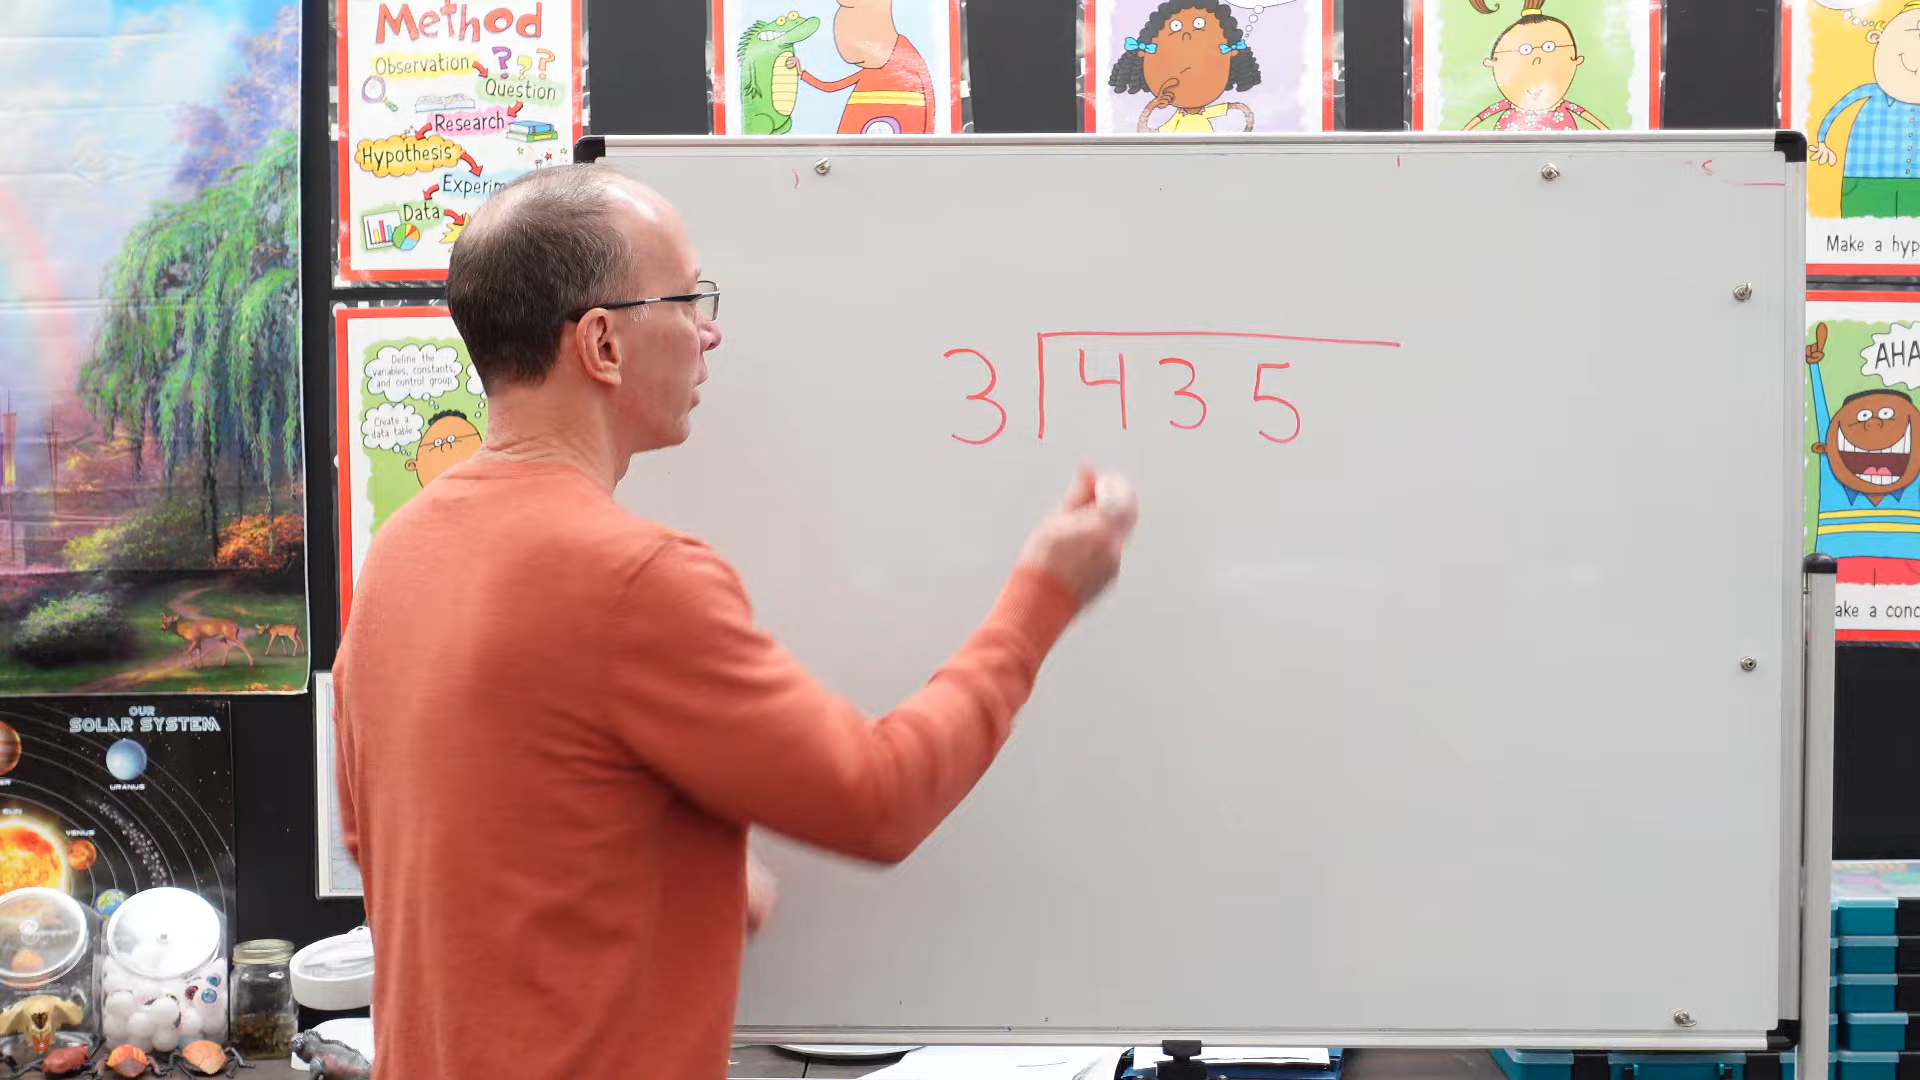 Method
Observation
???
Question
Research
Hypothesis
Data
Define the
variables, constants,
and control group
Create a
data table.
3 435
Make a hyp
AHA
ake a conc
OUR
SOLAR SYSTEM
URANUS
SUN
VENUS